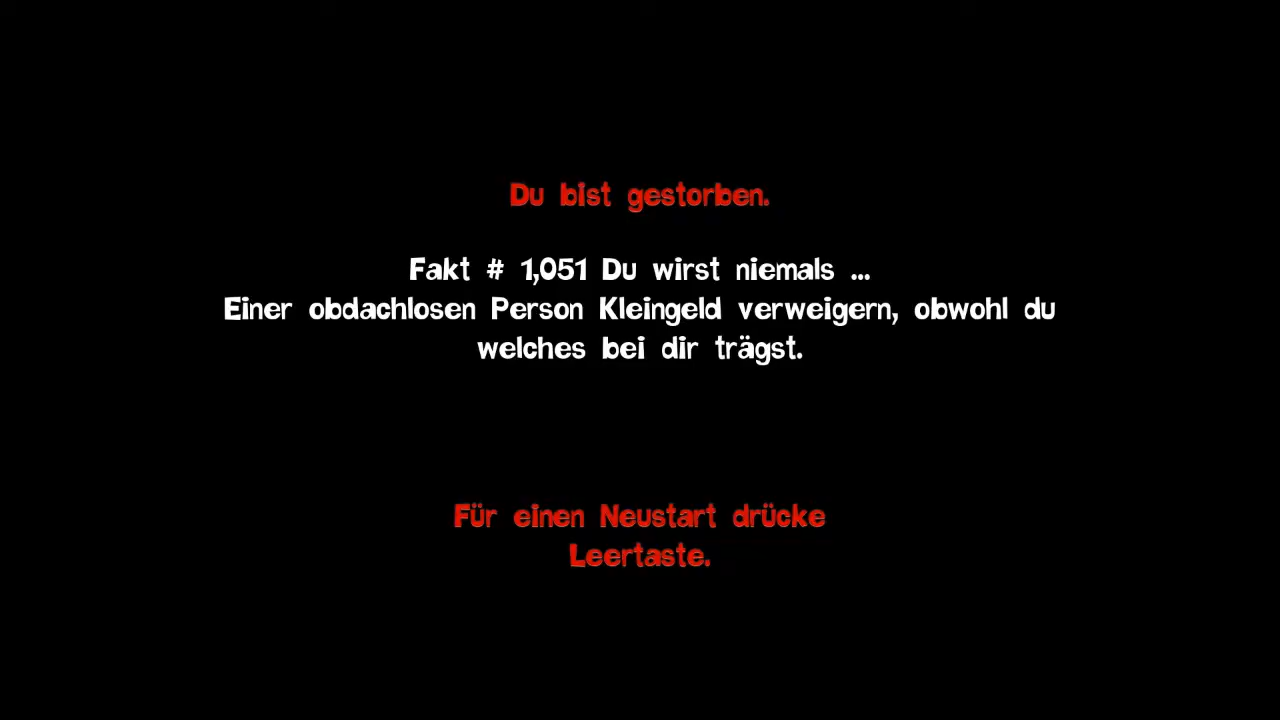 Du bist gestorben.
Fakt # 1,051 Du wirst niemals ...
Einer obdachlosen Person Kleingeld verweigern, obwohl du
welches bei dir trägst.
Für einen Neustart drücke
Leertaste.